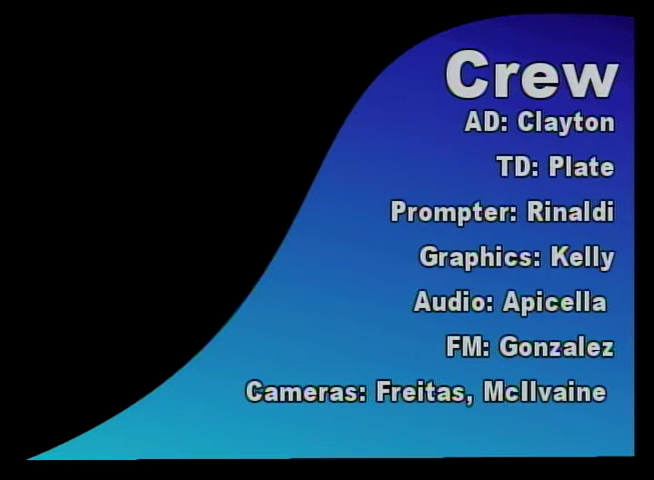 Crew
AD: Clayton
TD: Plate
Prompter: Rinaldi
Graphics: Kelly
Audio: Apicella
FM: Gonzalez
Cameras: Freitas, McIlvaine